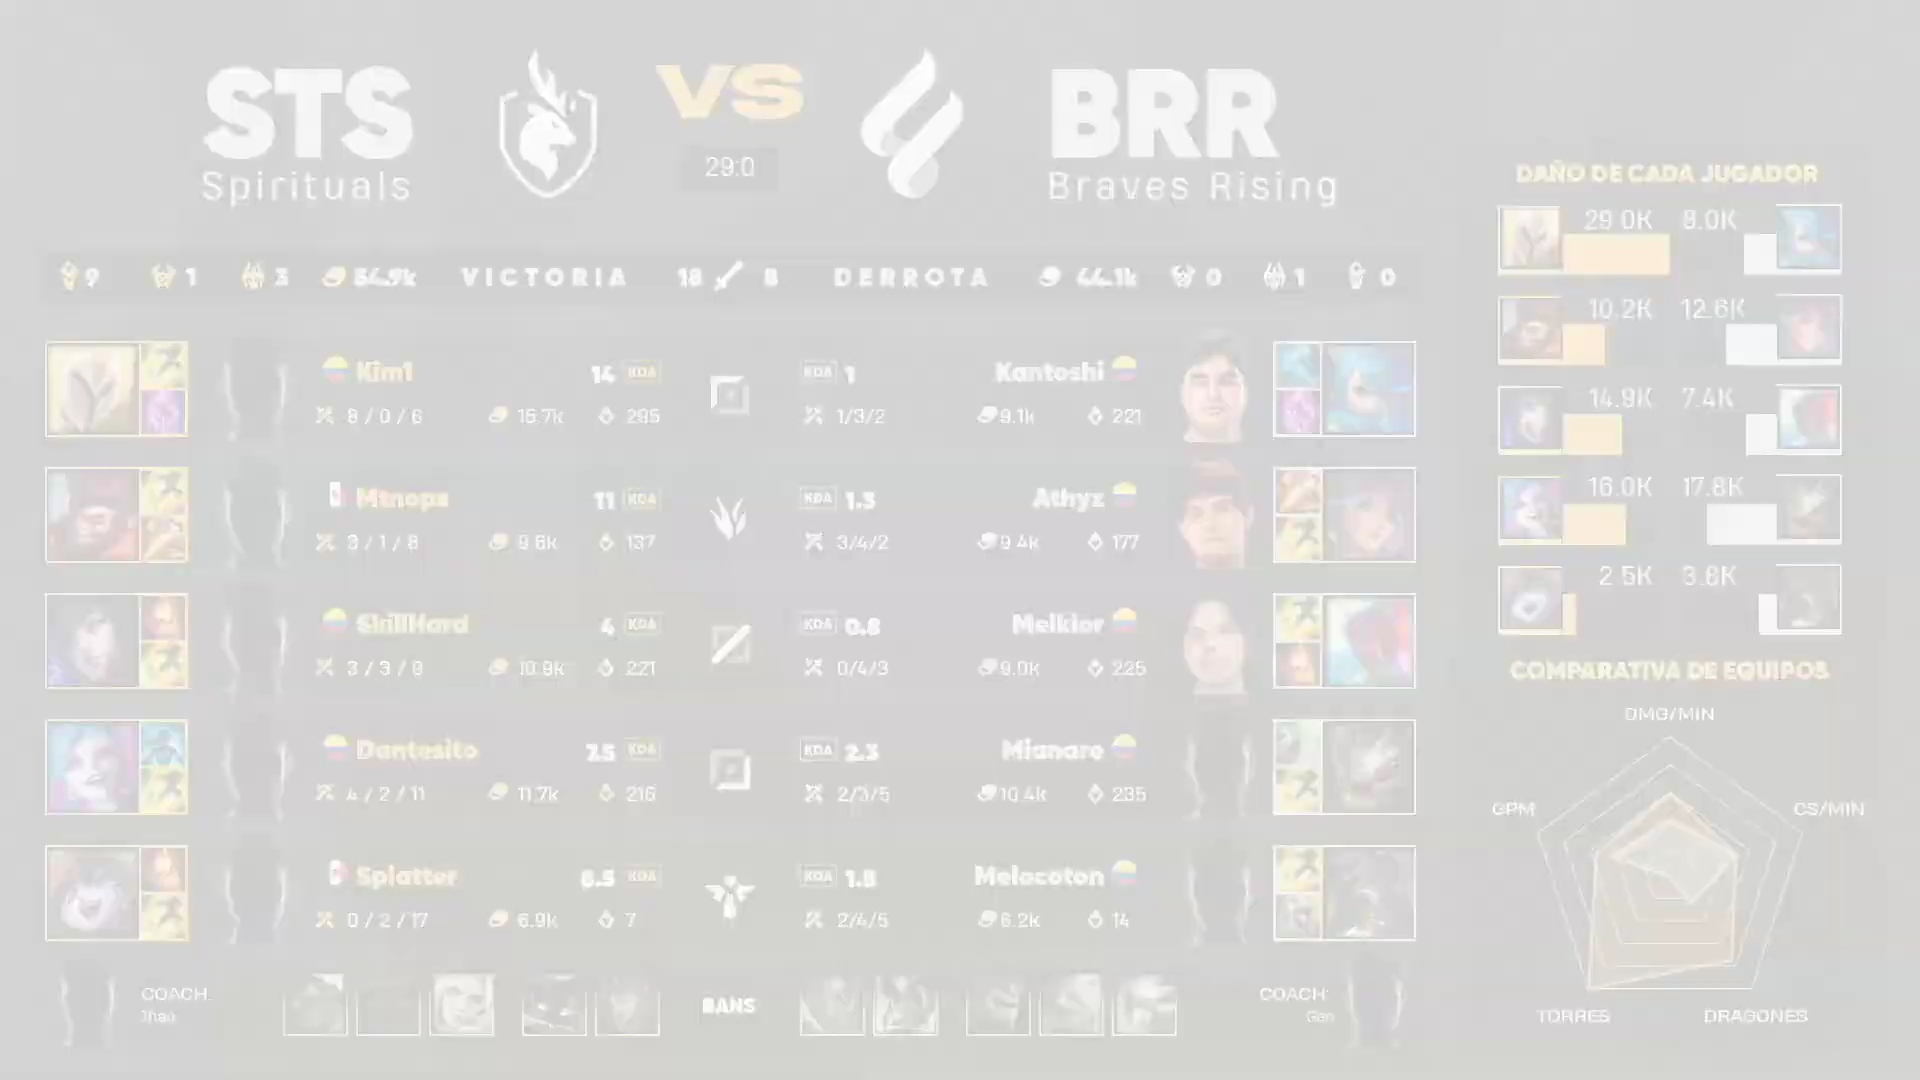 STS
Spirituals
VS
29:0
BRR
Braves Rising
9 1 3 54.9k VICTORIA 18 8 DERROTA 44.1k 0 1 0
Kim1 14 KDA
8 / 0 / 6 15.7k 295
KDA 1 Kantoshi
1/3/2 9.1k 221
Minops 11 KDA
3 / 1 / 8 9.6k 137
KDA 1.3 Athyz
3/4/2 9.4k 177
SkillHard 4 KDA
3 / 3 / 9 10.9k 221
KDA 0.8 Melkior
0/4/3 9.0k 225
Dantesito 7.5 KDA
4 / 2 / 11 11.7k 216
KDA 2.3 Mianaro
2/3/5 10.4k 235
Splatter 8.5 KDA
0 / 2 / 17 6.9k 7
KDA 1.8 Melocoton
2/4/5 6.2k 14
COACH:
BANS
COACH:
DAÑO DE CADA JUGADOR
29.0K 8.0K
10.2K 12.6K
14.9K 7.4K
16.0K 17.8K
2.5K 3.8K
COMPARATIVA DE EQUIPOS
DMG/MIN
GPM
CS/MIN
TORRES
DRAGONES